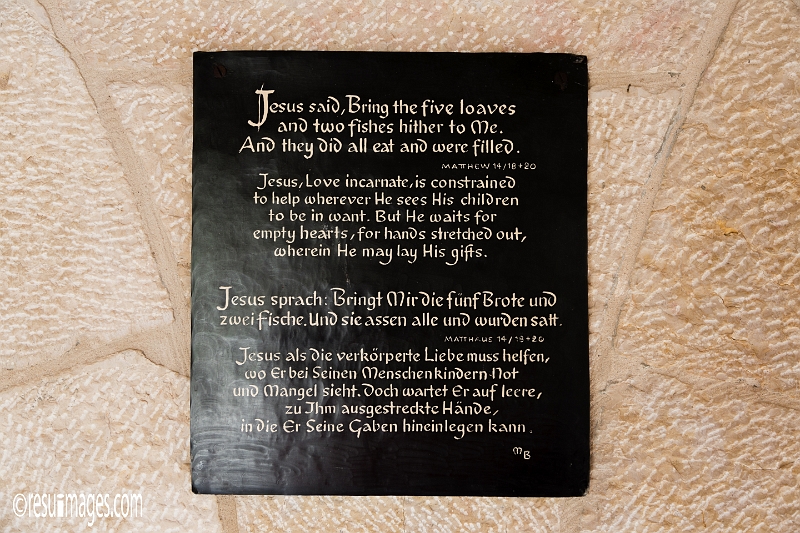 Jesus said, Bring the five loaves
and two fishes hither to Me.
And they did all eat and were filled.
MATTHEW 14/18+20
Jesus, Love incarnate, is constrained
to help wherever He sees His children
to be in want. But He waits for
empty hearts, for hands stretched out,
wherein He may lay His gifts.
Jesus sprach: Bringt Mir die fünf Brote und
zwei Fische. Und sie assen alle und wurden satt.
MATTHÄUS 14/18+20
Jesus als die verkörperte Liebe muss helfen,
wo Er bei Seinen Menschenkindern Not
und Mangel sieht. Doch wartet Er auf leere,
zu Ihm ausgestreckte Hände,
in die Er Seine Gaben hineinlegen kann.
MB
©resu-images.com